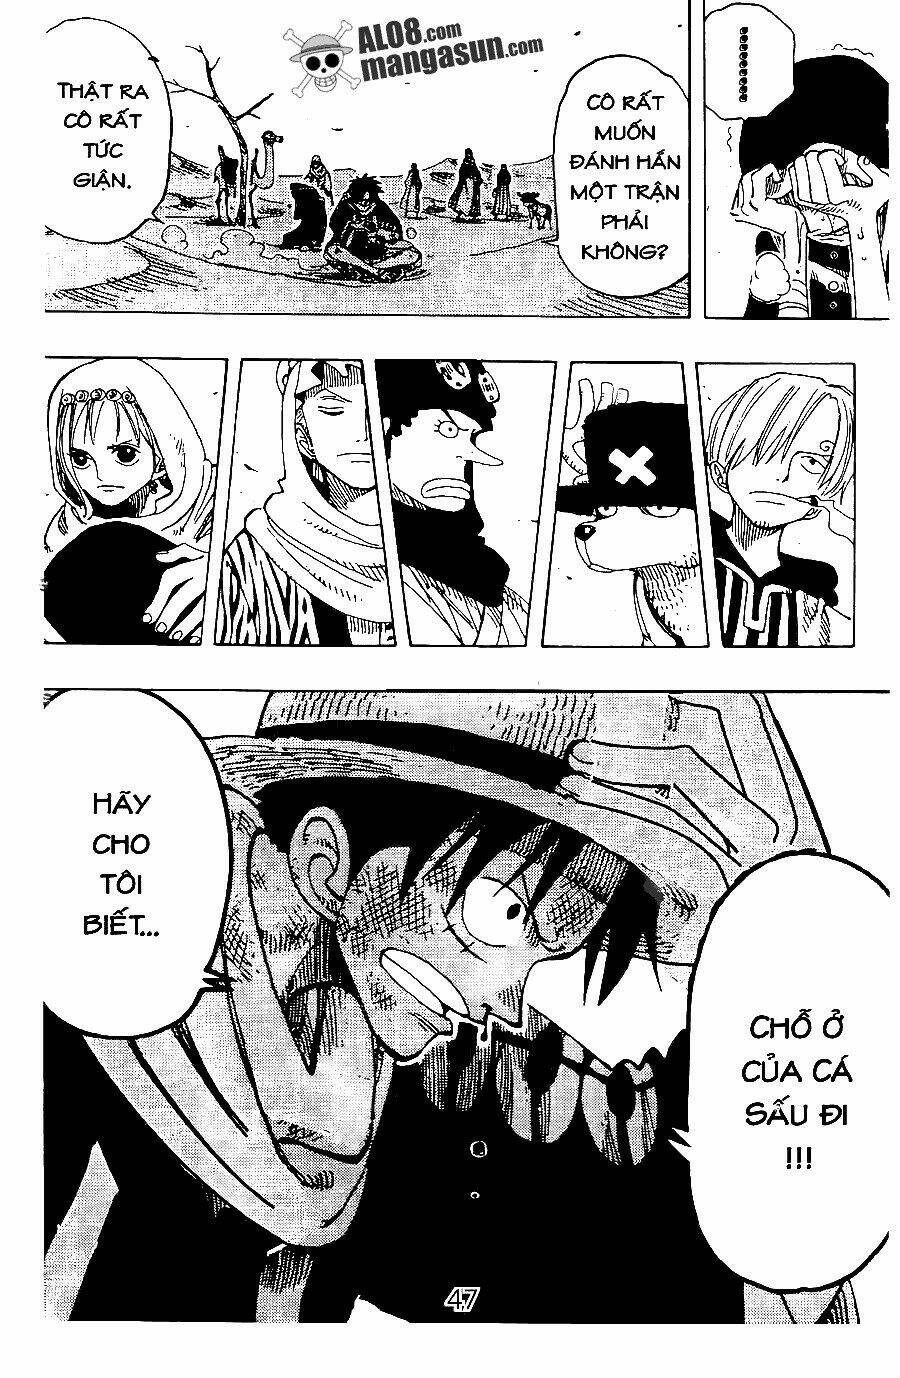 AL08.com
mangasun.com
..........
CÔ RẤT
MUỐN
ĐÁNH HẮN
MỘT TRẬN
PHẢI
KHÔNG?
THẬT RA
CÔ RẤT
TỨC
GIẬN.
HÃY
CHO
TÔI
BIẾT...
CHỖ Ở
CỦA CÁ
SẤU ĐI
!!!
47